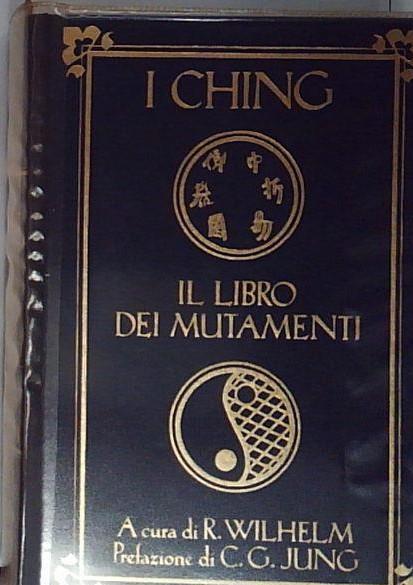 I CHING
IL LIBRO
DEI MUTAMENTI
A cura di R. WILHELM
Prefazione di C. G. JUNG